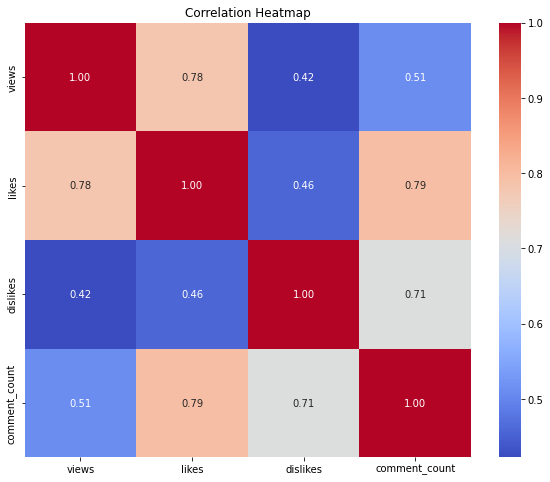 Correlation Heatmap
views
1.00
0.78
0.42
0.51
likes
0.78
1.00
0.46
0.79
dislikes
0.42
0.46
1.00
0.71
comment_count
0.51
0.79
0.71
1.00
views
likes
dislikes
comment_count
1.0
0.9
0.8
0.7
0.6
0.5